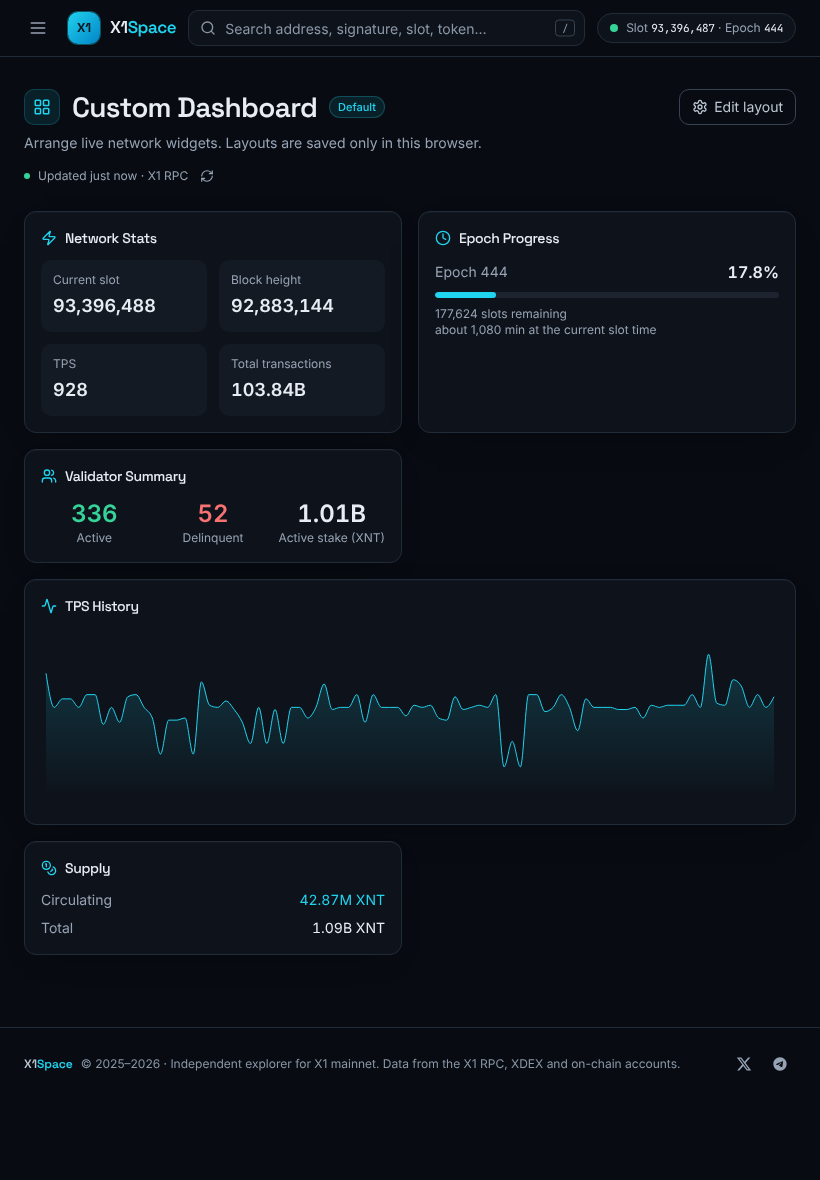 X1 X1Space Search address, signature, slot, token... / Slot 93,396,487 · Epoch 444
Custom Dashboard Default Edit layout
Arrange live network widgets. Layouts are saved only in this browser.
Updated just now · X1 RPC
Network Stats
Current slot
93,396,488
Block height
92,883,144
TPS
928
Total transactions
103.84B
Epoch Progress
Epoch 444 17.8%
177,624 slots remaining
about 1,080 min at the current slot time
Validator Summary
336
Active
52
Delinquent
1.01B
Active stake (XNT)
TPS History
Supply
Circulating 42.87M XNT
Total 1.09B XNT
X1Space © 2025–2026 · Independent explorer for X1 mainnet. Data from the X1 RPC, XDEX and on-chain accounts.